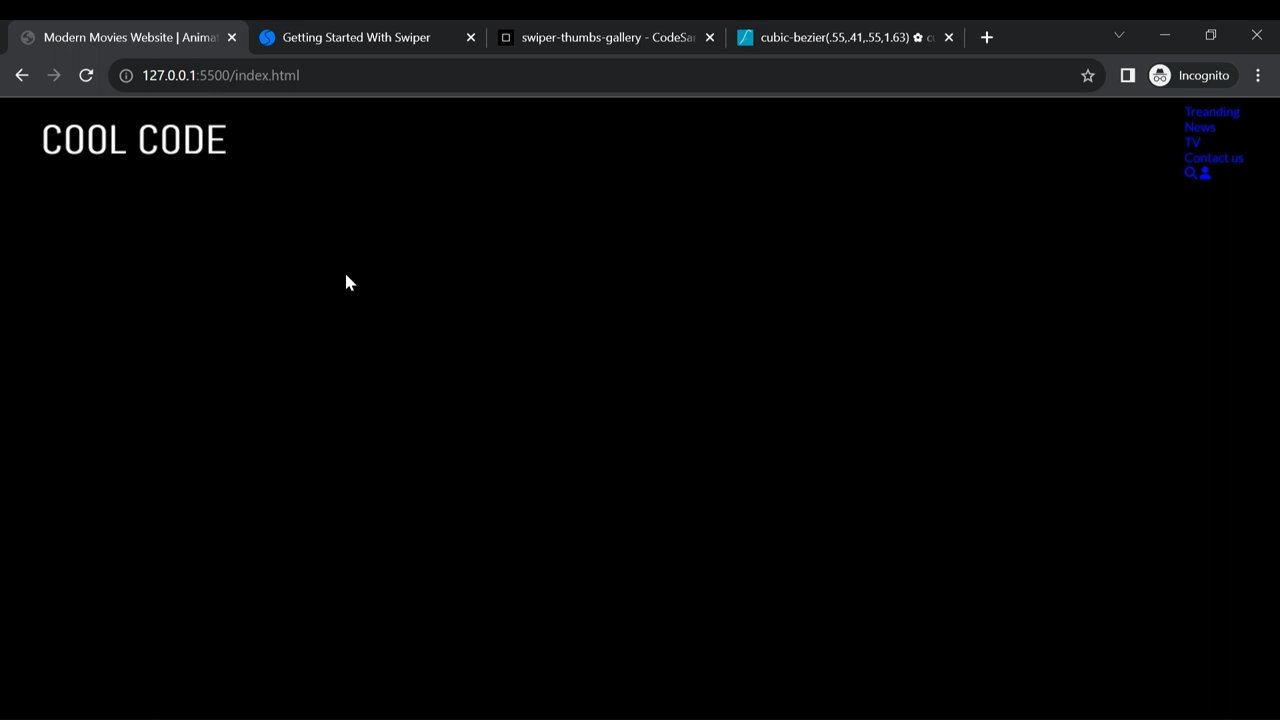 Modern Movies Website | Anima
Getting Started With Swiper
swiper-thumbs-gallery - CodeSa
cubic-bezier(.55,.41,.55,1.63) ✿ c
127.0.0.1:5500/index.html
Incognito
COOL CODE
Treanding
News
TV
Contact us